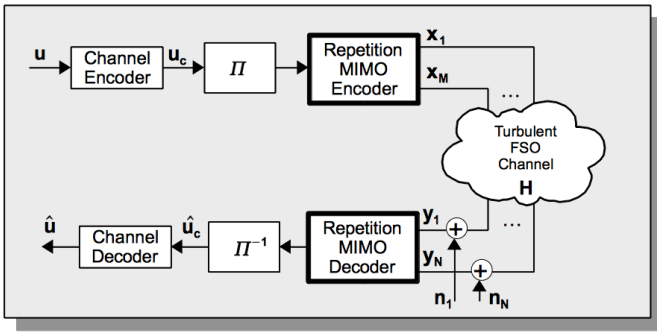 u
Channel
Encoder
u_c
Π
Repetition
MIMO
Encoder
x_1
x_M
...
Turbulent
FSO
Channel
H
...
û
Channel
Decoder
û_c
Π⁻¹
Repetition
MIMO
Decoder
y_1
+
y_N
+
n_1
n_N